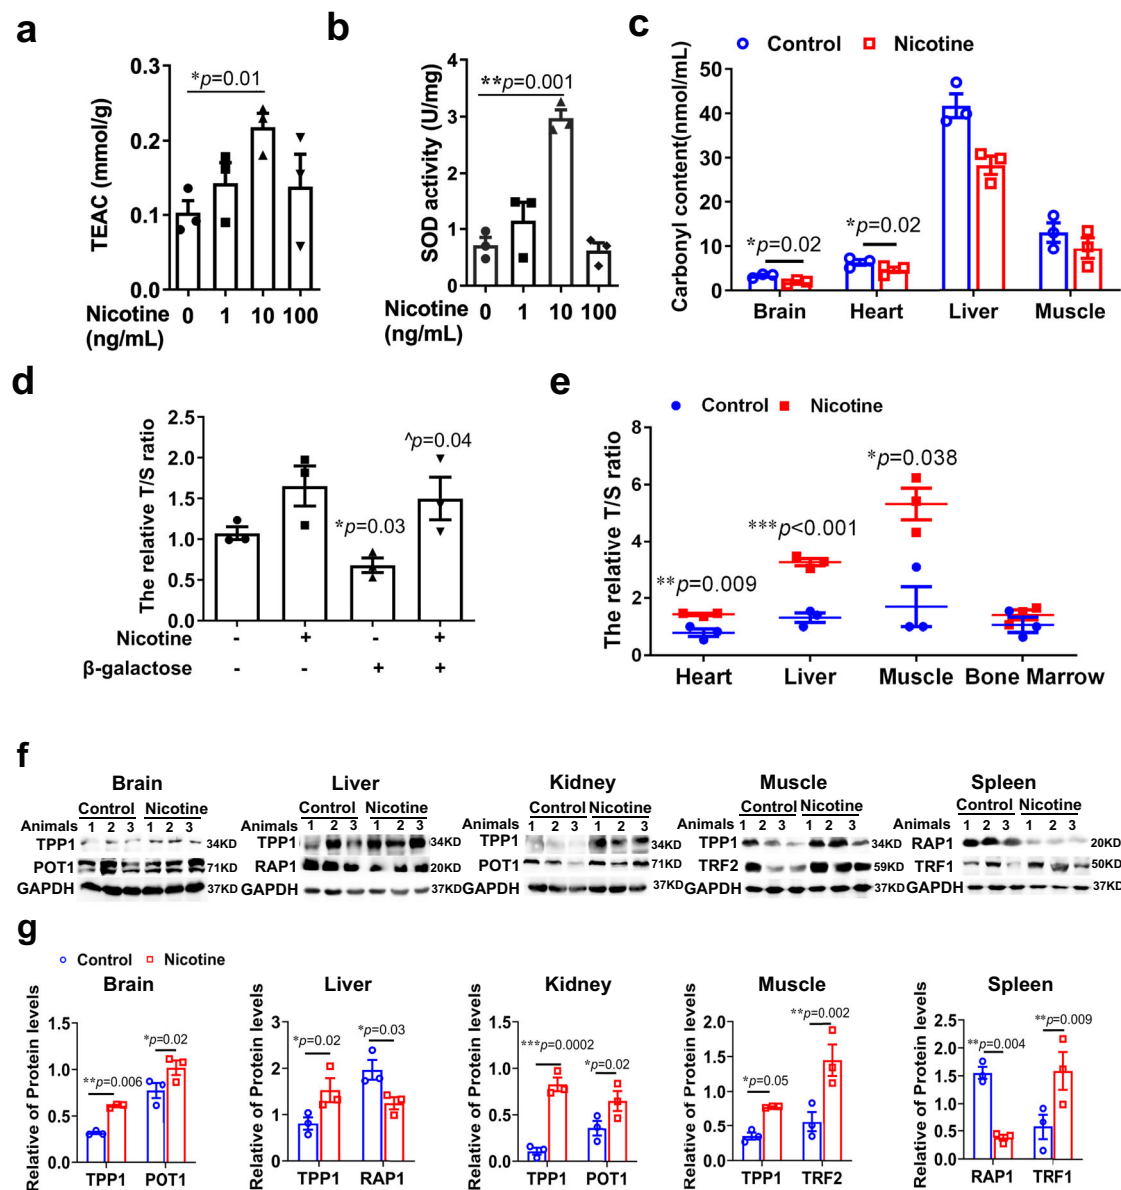 a
b
c
Control Nicotine
*p=0.01
**p=0.001
TEAC (mmol/g)
0.3
0.2
0.1
0.0
Nicotine 0 1 10 100
(ng/mL)
SOD activity (U/mg)
4
3
2
1
0
Nicotine 0 1 10 100
(ng/mL)
Carbonyl content(nmol/mL)
50
40
30
20
10
0
*p=0.02
*p=0.02
Brain Heart Liver Muscle
d
The relative T/S ratio
2.5
2.0
1.5
1.0
0.5
0.0
*p=0.03
^p=0.04
Nicotine - + - +
β-galactose - - + +
e
Control Nicotine
The relative T/S ratio
8
6
4
2
0
**p=0.009
***p<0.001
*p=0.038
Heart Liver Muscle Bone Marrow
f
Brain
Control Nicotine
Animals 1 2 3 1 2 3
TPP1 34KD
POT1 71KD
GAPDH 37KD
Liver
Control Nicotine
Animals 1 2 3 1 2 3
TPP1 34KD
RAP1 20KD
GAPDH 37KD
Kidney
Control Nicotine
Animals 1 2 3 1 2 3
TPP1 34KD
POT1 71KD
GAPDH 37KD
Muscle
Control Nicotine
Animals 1 2 3 1 2 3
TPP1 34KD
TRF2 59KD
GAPDH 37KD
Spleen
Control Nicotine
Animals 1 2 3 1 2 3
RAP1 20KD
TRF1 50KD
GAPDH 37KD
g
Control Nicotine
Brain
Relative of Protein levels
1.5
1.0
0.5
0.0
**p=0.006
*p=0.02
TPP1 POT1
Liver
Relative of Protein levels
3
2
1
0
*p=0.02
*p=0.03
TPP1 RAP1
Kidney
Relative of Protein levels
1.5
1.0
0.5
0.0
***p=0.0002
*p=0.02
TPP1 POT1
Muscle
Relative of Protein levels
2.0
1.5
1.0
0.5
0.0
*p=0.05
**p=0.002
TPP1 TRF2
Spleen
Relative of Protein levels
2.0
1.5
1.0
0.5
0.0
**p=0.004
**p=0.009
RAP1 TRF1